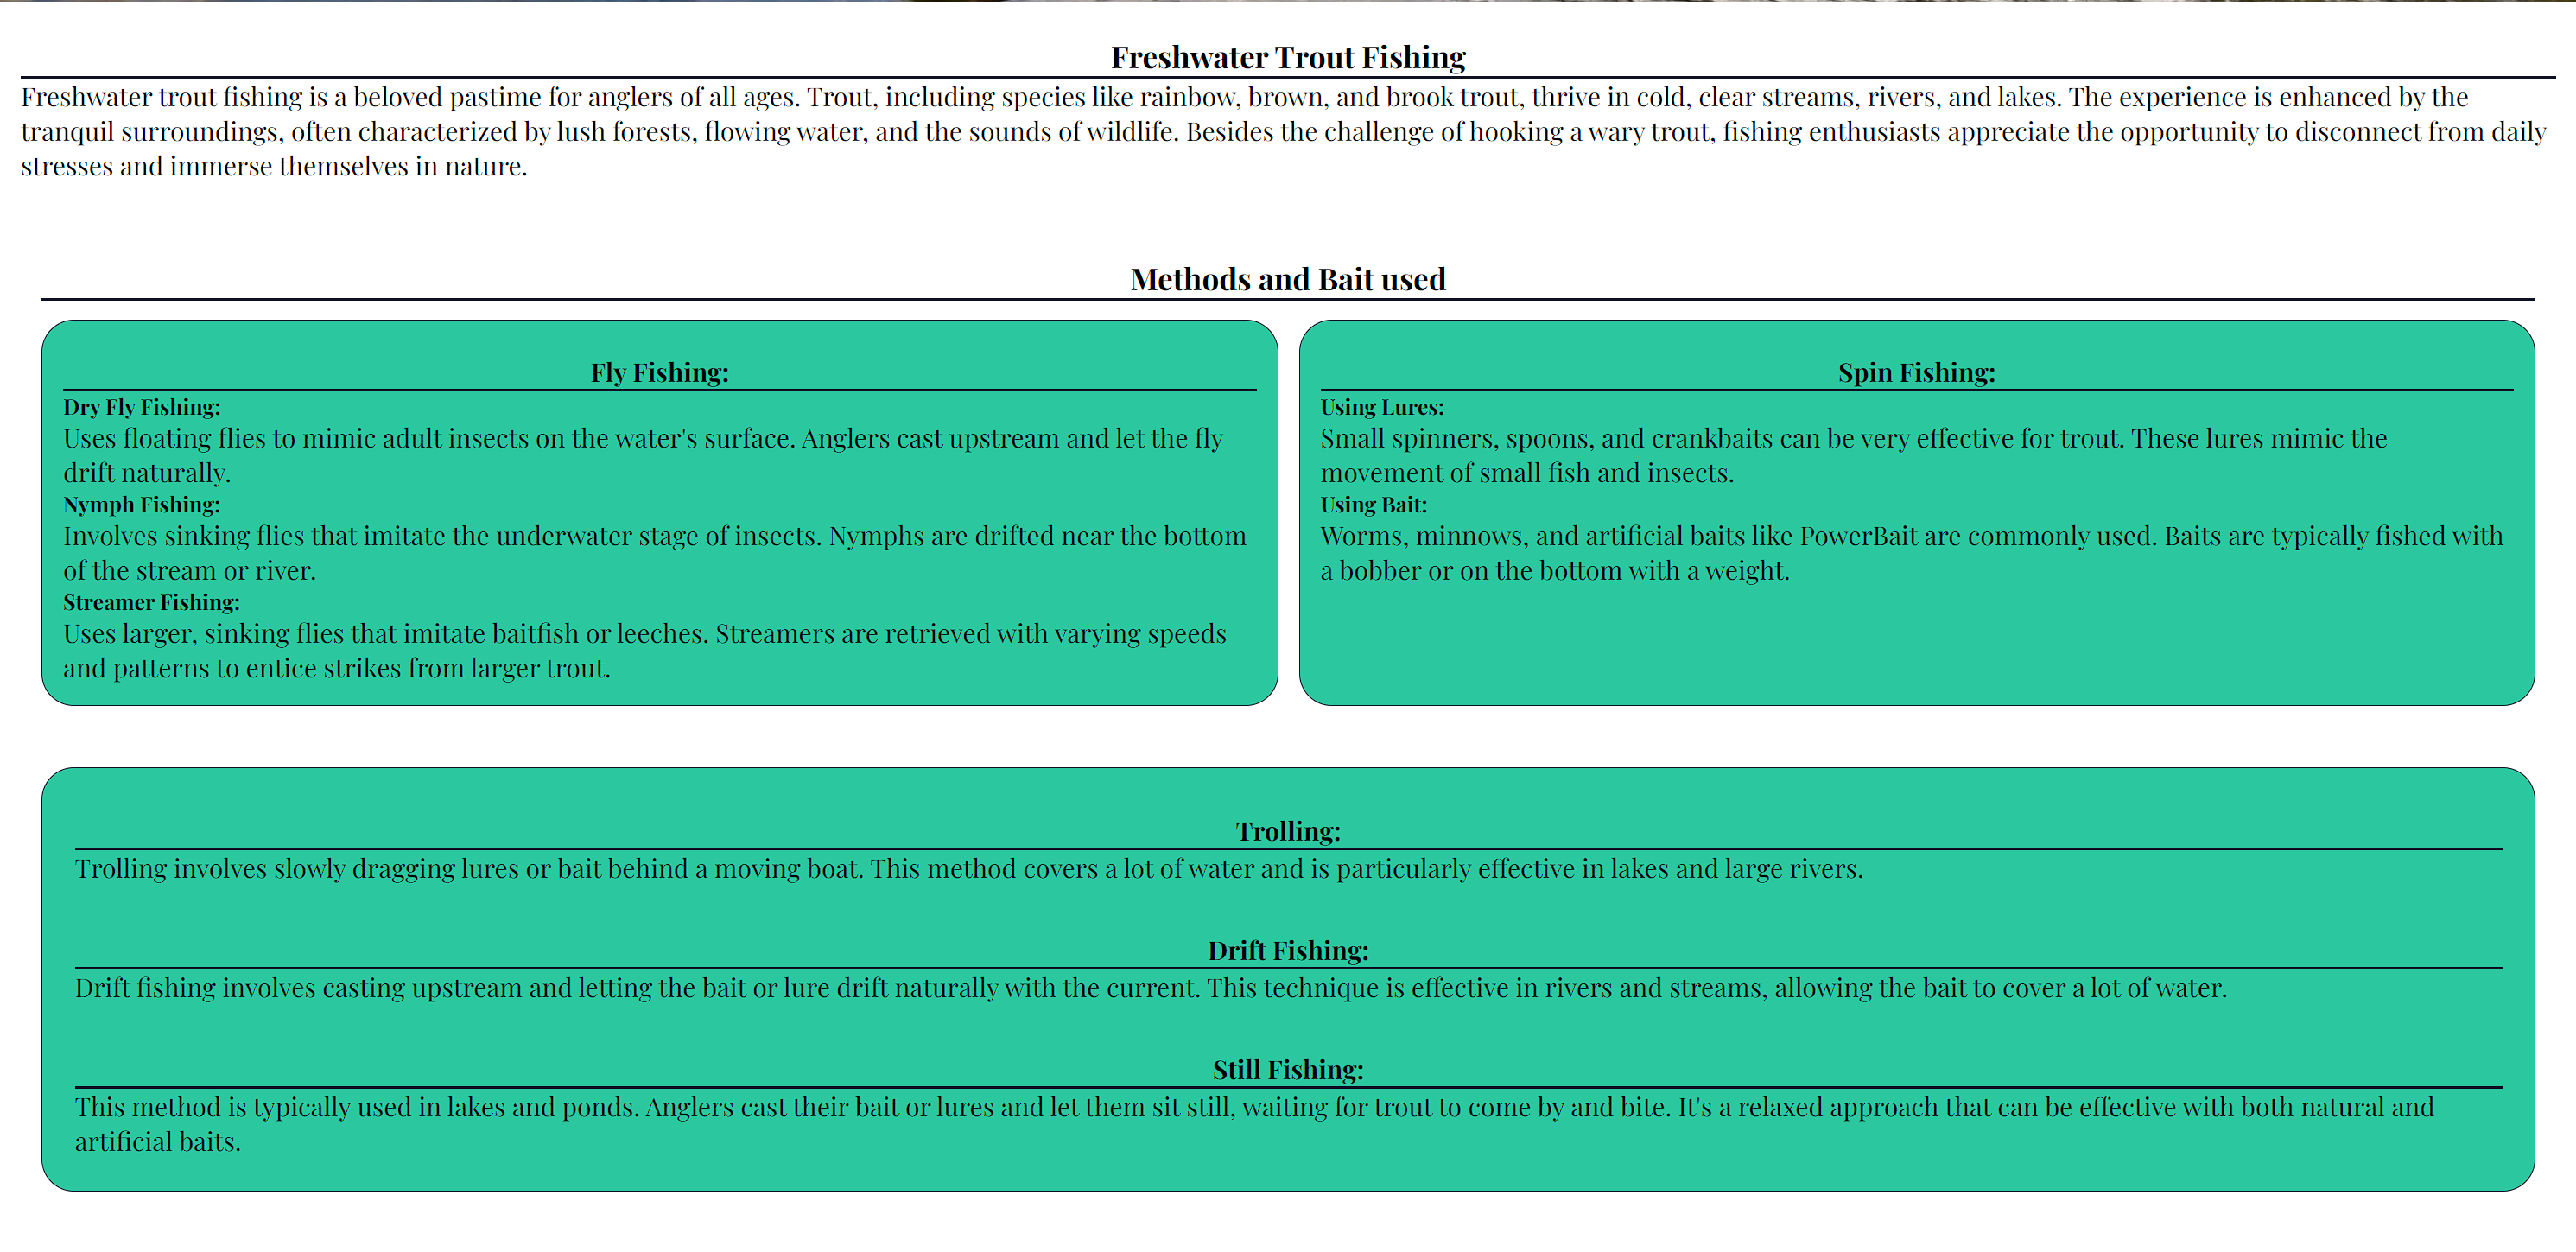 Freshwater Trout Fishing
Freshwater trout fishing is a beloved pastime for anglers of all ages. Trout, including species like rainbow, brown, and brook trout, thrive in cold, clear streams, rivers, and lakes. The experience is enhanced by the
tranquil surroundings, often characterized by lush forests, flowing water, and the sounds of wildlife. Besides the challenge of hooking a wary trout, fishing enthusiasts appreciate the opportunity to disconnect from daily
stresses and immerse themselves in nature.
Methods and Bait used
Fly Fishing:
Dry Fly Fishing:
Uses floating flies to mimic adult insects on the water's surface. Anglers cast upstream and let the fly
drift naturally.
Nymph Fishing:
Involves sinking flies that imitate the underwater stage of insects. Nymphs are drifted near the bottom
of the stream or river.
Streamer Fishing:
Uses larger, sinking flies that imitate baitfish or leeches. Streamers are retrieved with varying speeds
and patterns to entice strikes from larger trout.
Spin Fishing:
Using Lures:
Small spinners, spoons, and crankbaits can be very effective for trout. These lures mimic the
movement of small fish and insects.
Using Bait:
Worms, minnows, and artificial baits like PowerBait are commonly used. Baits are typically fished with
a bobber or on the bottom with a weight.
Trolling:
Trolling involves slowly dragging lures or bait behind a moving boat. This method covers a lot of water and is particularly effective in lakes and large rivers.
Drift Fishing:
Drift fishing involves casting upstream and letting the bait or lure drift naturally with the current. This technique is effective in rivers and streams, allowing the bait to cover a lot of water.
Still Fishing:
This method is typically used in lakes and ponds. Anglers cast their bait or lures and let them sit still, waiting for trout to come by and bite. It's a relaxed approach that can be effective with both natural and
artificial baits.